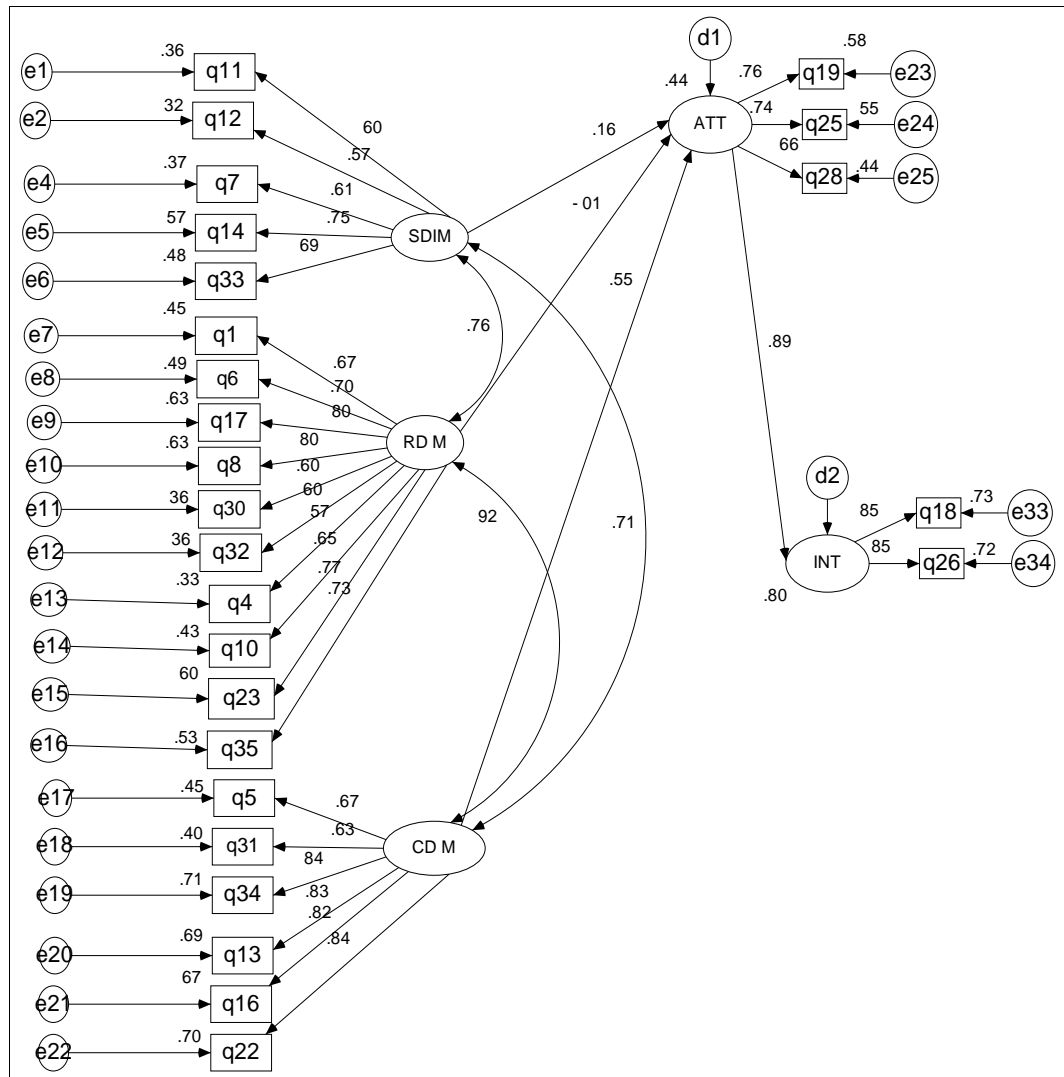 d1
.36
e1
q11
.58
.44
.76
q19
e23
32
e2
q12
60
.16
ATT
.74
q25
.55
e24
.57
66
.37
e4
q7
.61
q28
.44
e25
.75
- 01
57
e5
q14
SDIM
69
.48
e6
q33
.55
.45
e7
q1
.76
.67
.89
.49
e8
q6
.70
.63
e9
q17
80
.63
80
RD M
e10
q8
.60
d2
36
e11
q30
60
85
.73
q18
e33
57
92
.71
36
e12
q32
.65
85
.72
INT
q26
e34
.33
.77
.80
e13
q4
.73
.43
e14
q10
60
e15
q23
.53
e16
q35
.45
e17
q5
.67
.63
.40
e18
q31
CD M
84
.71
e19
q34
.83
.82
.69
.84
e20
q13
67
e21
q16
.70
e22
q22